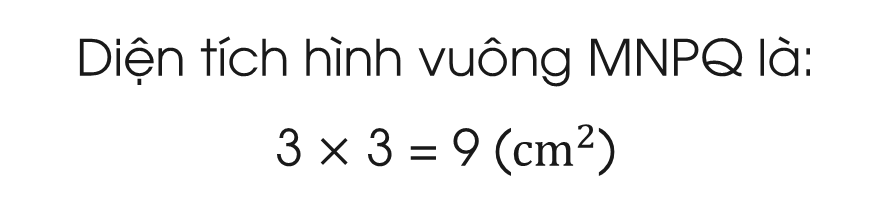 Diện tích hình vuông MNPQ là:
3 × 3 = 9 (cm²)